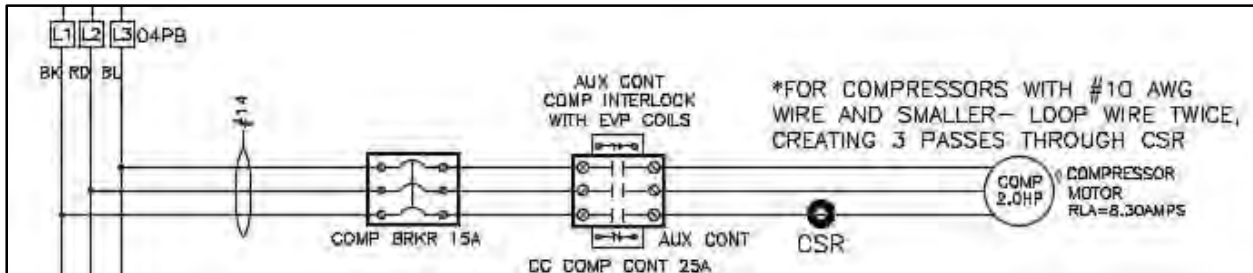 L1 L2 L3 04PB
BK RD BL
#14
AUX CONT
COMP INTERLOCK
WITH EVP COILS
*FOR COMPRESSORS WITH #10 AWG
WIRE AND SMALLER- LOOP WIRE TWICE,
CREATING 3 PASSES THROUGH CSR
COMP
2.0HP
COMPRESSOR
MOTOR
RLA=8.30AMPS
COMP BRKR 15A
AUX CONT
CSR
CC COMP CONT 25A